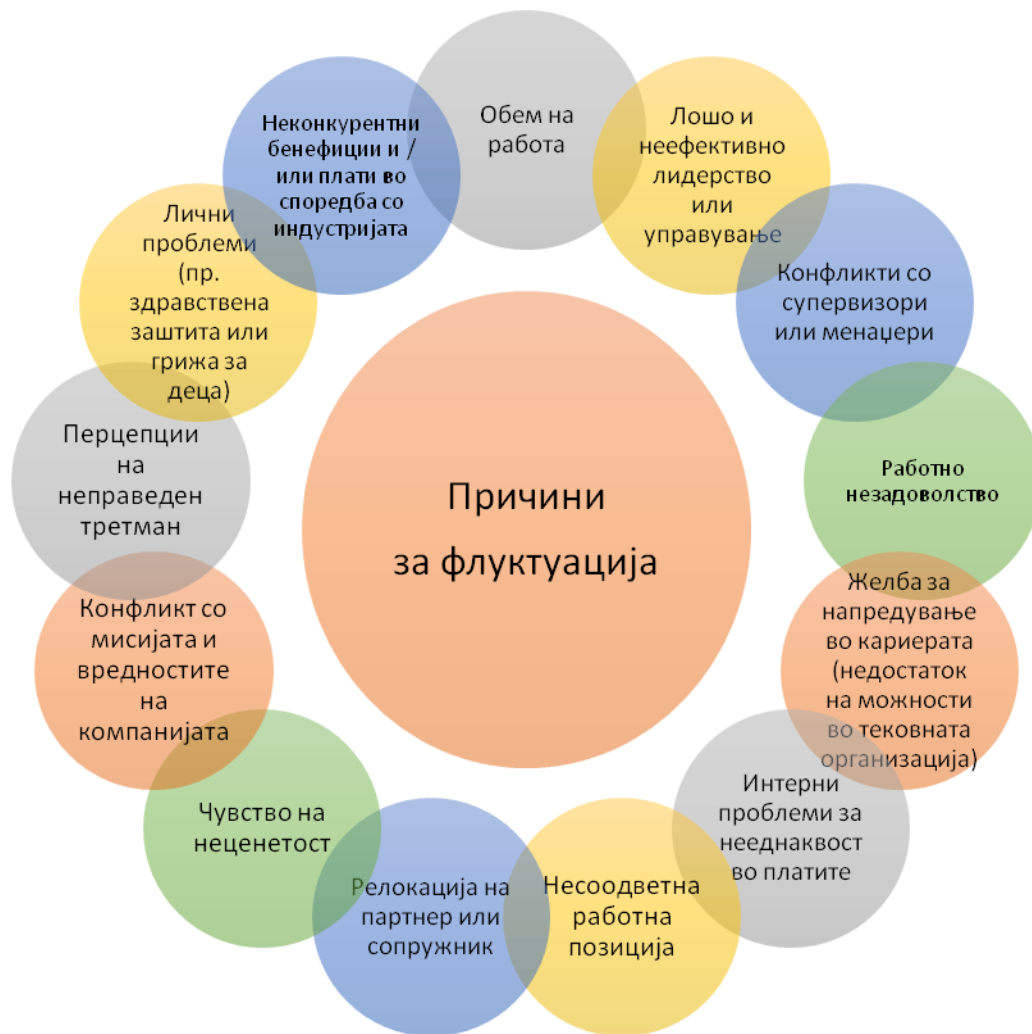 Причини
за флуктуација
Обем на
работа
Лошо и
неефективно
лидерство
или
управување
Конфликти со
супервизори
или менаџери
Работно
незадоволство
Желба за
напредување
во кариерата
(недостаток
на можности
во тековната
организација)
Интерни
проблеми за
нееднаквост
во платите
Несоодветна
работна
позиција
Релокација на
партнер или
сопружник
Чувство на
неценетост
Конфликт со
мисијата и
вредностите
на
компанијата
Перцепции
на
неправеден
третман
Лични
проблеми
(пр.
здравствена
заштита или
грижа за
деца)
Неконкурентни
бенефиции и /
или плати во
споредба со
индустријата